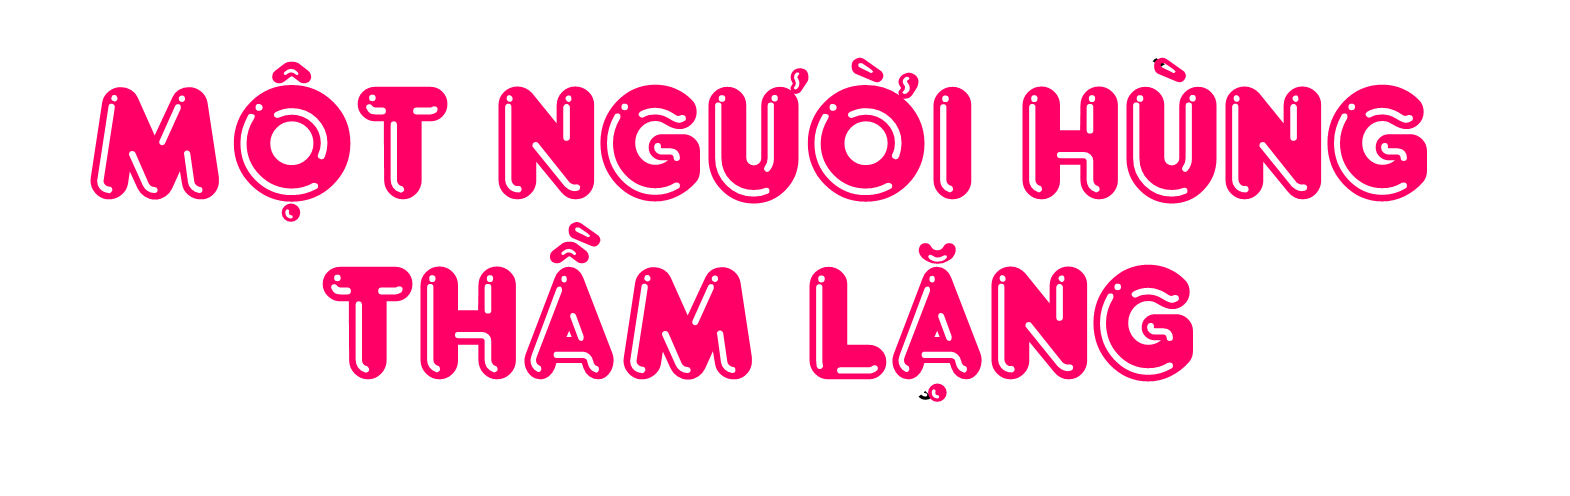 MỘT NGƯỜI HÙNG
THẦM LẶNG